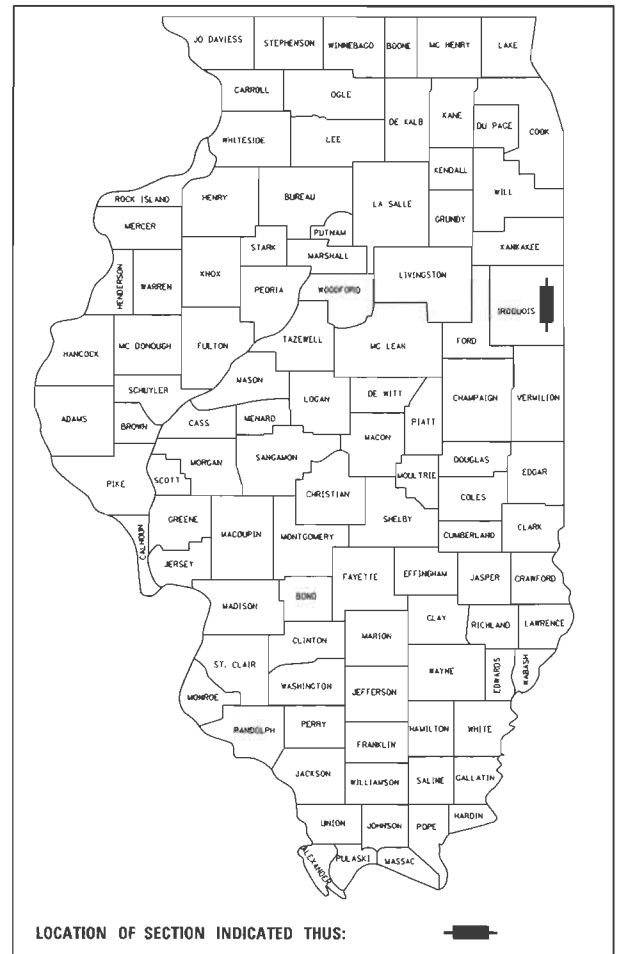 JO DAVIESS STEPHENSON WINNEBAGO BOONE MC HENRY LAKE
CARROLL OGLE
DE KALB KANE DU PAGE COOK
WHITESIDE LEE
KENDALL WILL
ROCK ISLAND HENRY BUREAU LA SALLE
GRUNDY
MERCER PUTNAM
STARK MARSHALL KANKAKEE
HENDERSON WARREN KNOX PEORIA WOODFORD LIVINGSTON IROQUOIS
HANCOCK MC DONOUGH FULTON TAZEWELL MC LEAN FORD
MASON
SCHUYLER LOGAN DE WITT CHAMPAIGN VERMILION
ADAMS BROWN CASS MENARD MACON PIATT
PIKE SCOTT MORGAN SANGAMON MOULTRIE DOUGLAS EDGAR
CHRISTIAN COLES
CALHOUN GREENE MACOUPIN MONTGOMERY SHELBY CUMBERLAND CLARK
JERSEY FAYETTE EFFINGHAM JASPER CRAWFORD
MADISON BOND
CLAY RICHLAND LAWRENCE
CLINTON MARION
ST. CLAIR WAYNE EDWARDS WABASH
WASHINGTON JEFFERSON
MONROE
RANDOLPH PERRY HAMILTON WHITE
FRANKLIN
JACKSON WILLIAMSON SALINE GALLATIN
UNION JOHNSON POPE HARDIN
ALEXANDER PULASKI MASSAC
LOCATION OF SECTION INDICATED THUS: